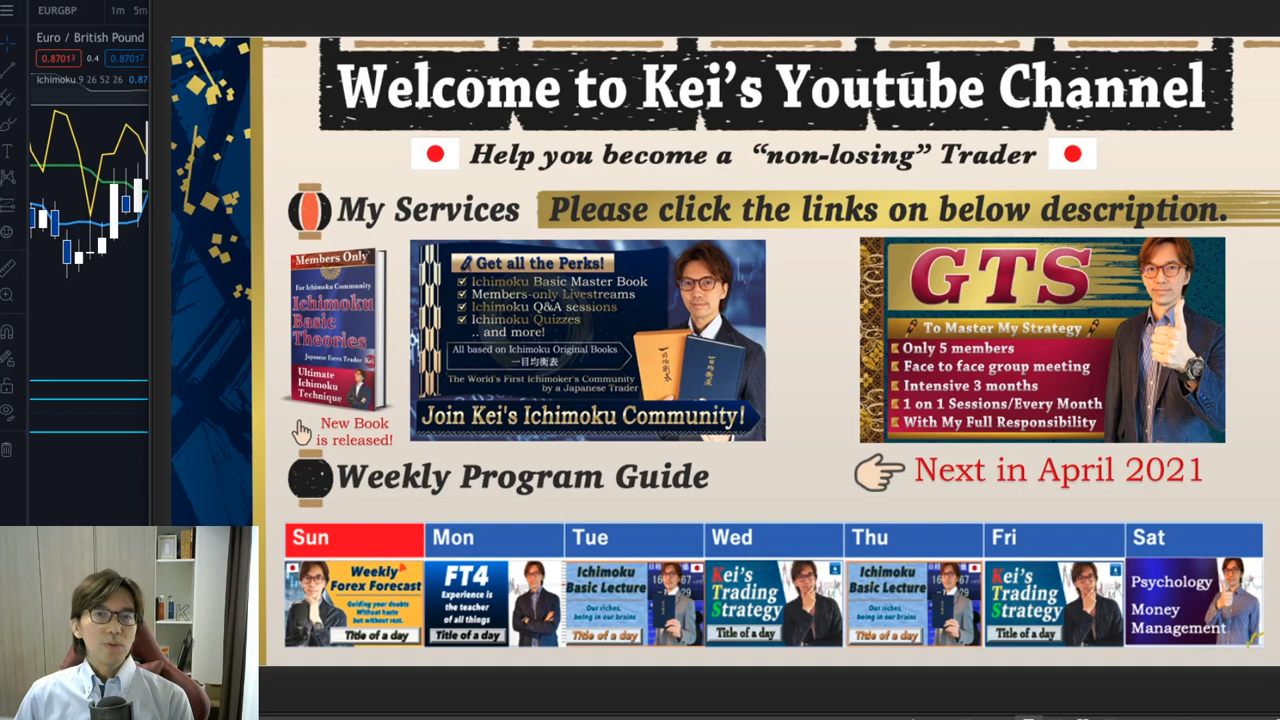 EURGBP
1m 5m
Euro / British Pound
0.87013 0.4 0.87017
Ichimoku 9 26 52 26 0.87
Welcome to Kei's Youtube Channel
Help you become a “non-losing” Trader
My Services
Please click the links on below description.
Members Only
For Ichimoku Community
Ichimoku
Basic
Theories
Japanese Forex Trader Kei
Ultimate
Ichimoku
Technique
New Book
is released!
Get all the Perks!
Ichimoku Basic Master Book
Members-only Livestreams
Ichimoku Q&A sessions
Ichimoku Quizzes
... and more!
All based on Ichimoku Original Books
一目均衡表
The World's First Ichimoker's Community
by a Japanese Trader
Join Kei's Ichimoku Community!
GTS
To Master My Strategy
Only 5 members
Face to face group meeting
Intensive 3 months
1 on 1 Sessions/Every Month
With My Full Responsibility
Next in April 2021
Weekly Program Guide
Sun
Mon
Tue
Wed
Thu
Fri
Sat
Weekly
Forex Forecast
Guiding your doubts
Without haste
but without rest.
Title of a day
FT4
Experience is
the teacher
of all things
Title of a day
Ichimoku
Basic Lecture
Our riches,
being in our brains
Title of a day
Kei's
Trading
Strategy
Title of a day
Ichimoku
Basic Lecture
Our riches,
being in our brains
Title of a day
Kei's
Trading
Strategy
Title of a day
Psychology
Money
Management